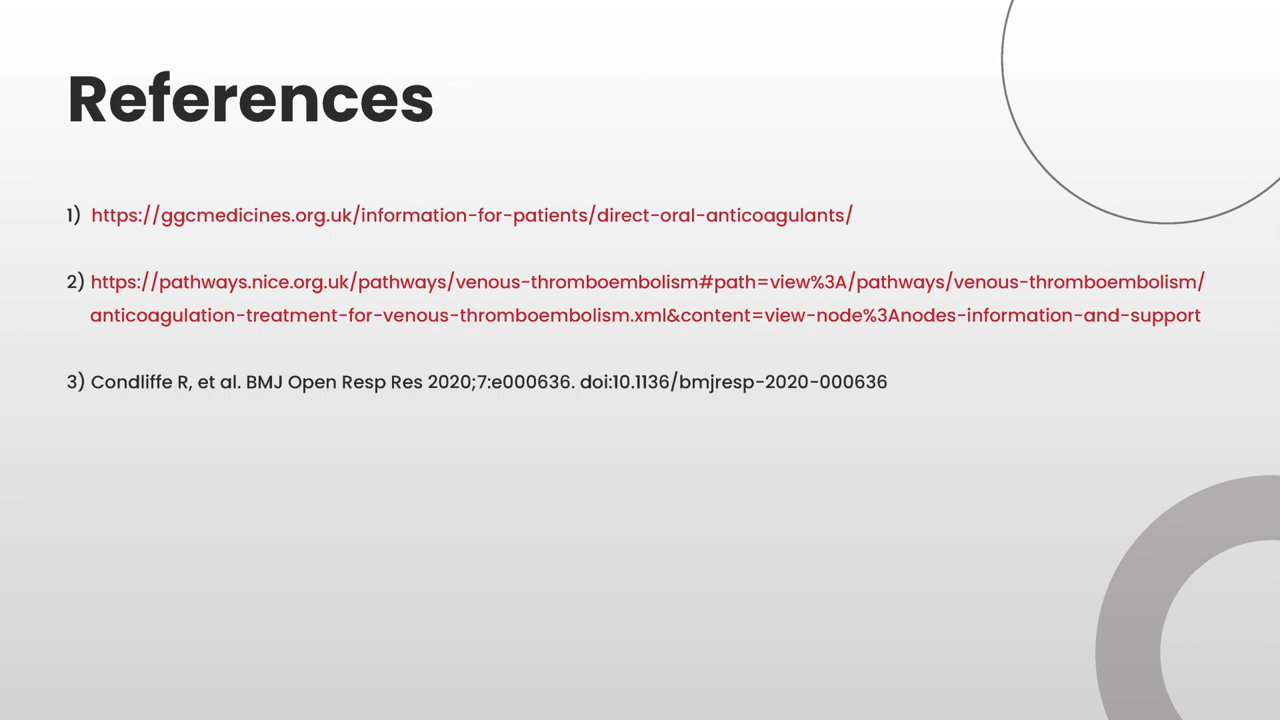 References
1) https://ggcmedicines.org.uk/information-for-patients/direct-oral-anticoagulants/
2) https://pathways.nice.org.uk/pathways/venous-thromboembolism#path=view%3A/pathways/venous-thromboembolism/
anticoagulation-treatment-for-venous-thromboembolism.xml&content=view-node%3Anodes-information-and-support
3) Condliffe R, et al. BMJ Open Resp Res 2020;7:e000636. doi:10.1136/bmjresp-2020-000636